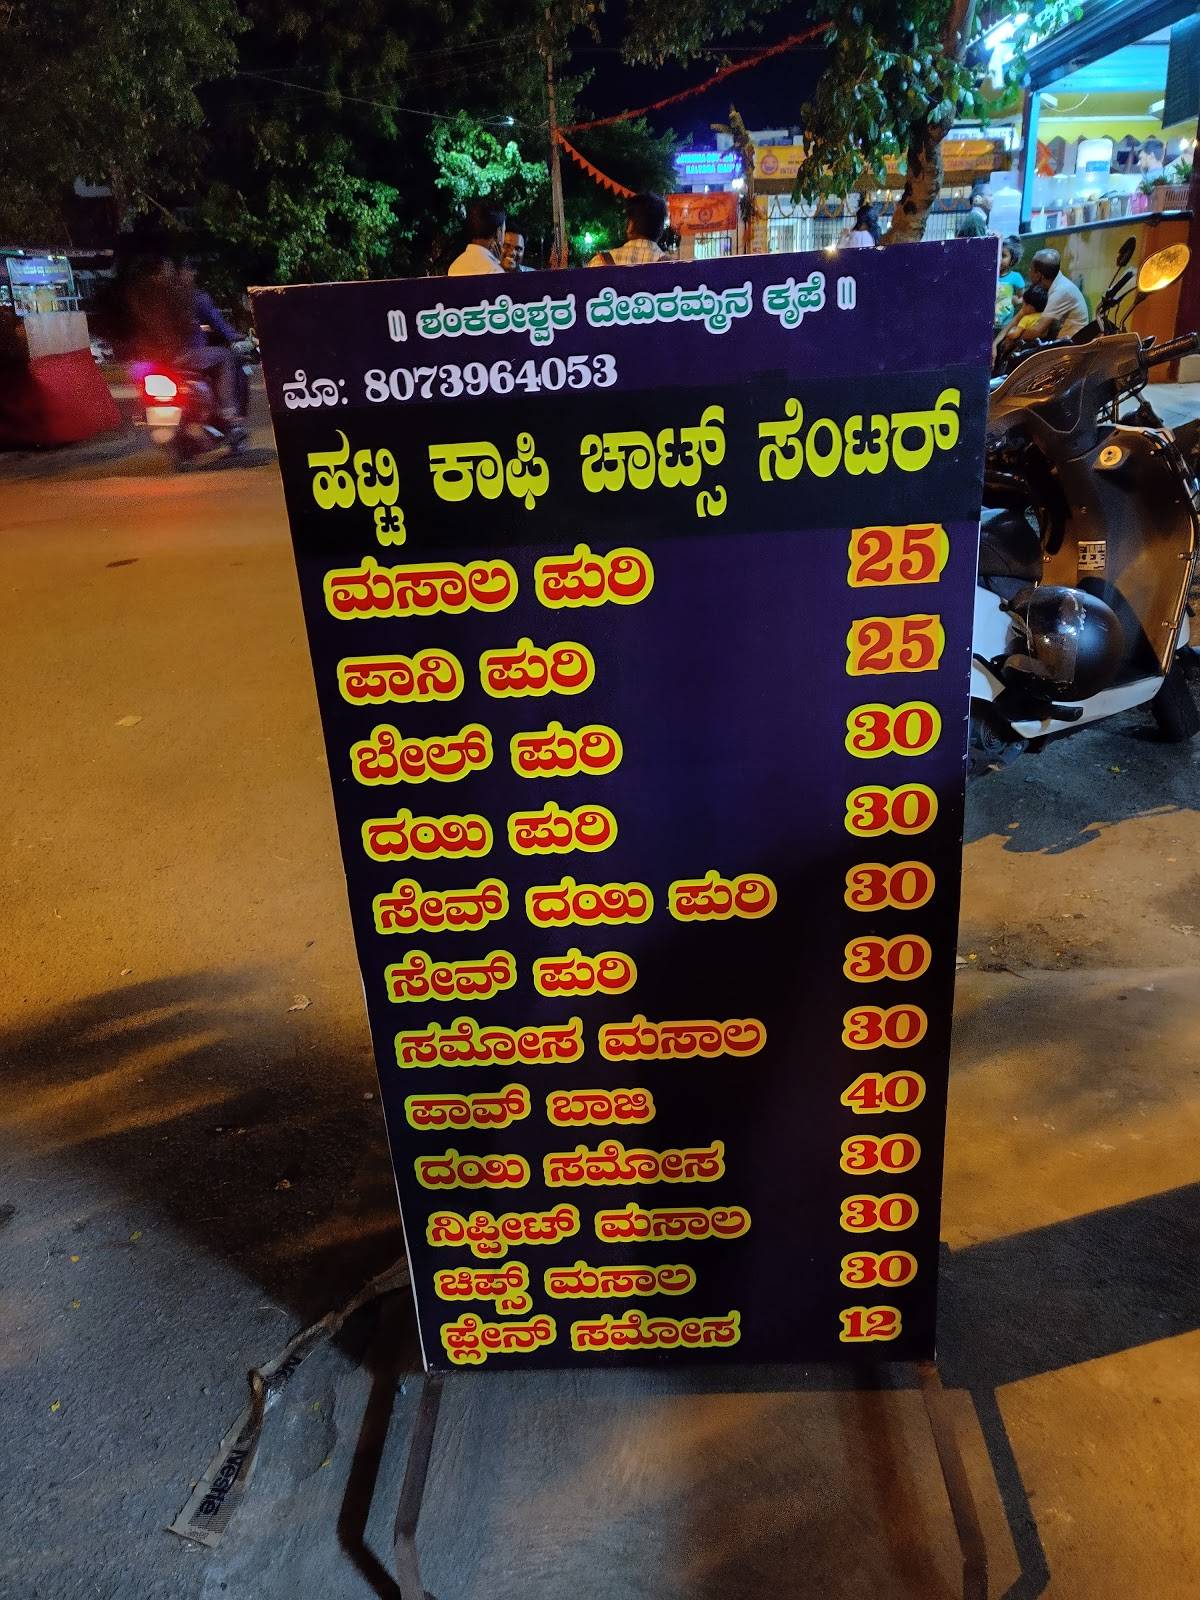 ॥ ಶಂಕರೇಶ್ವರ ದೇವಿರಮ್ಮನ ಕೃಪೆ ॥
ಮೊ: 8073964053
ಹಟ್ಟಿ ಕಾಫಿ ಚಾಟ್ಸ್ ಸೆಂಟರ್
ಮಸಾಲ ಪುರಿ 25
ಪಾನಿ ಪುರಿ 25
ಬೇಲ್ ಪುರಿ 30
ದಯಿ ಪುರಿ 30
ಸೇವ್ ದಯಿ ಪುರಿ 30
ಸೇವ್ ಪುರಿ 30
ಸಮೋಸ ಮಸಾಲ 30
ಪಾವ್ ಬಾಜಿ 40
ದಯಿ ಸಮೋಸ 30
ನಿಪ್ಪೀಟ್ ಮಸಾಲ 30
ಚಿಪ್ಸ್ ಮಸಾಲ 30
ಪ್ಲೇನ್ ಸಮೋಸ 12